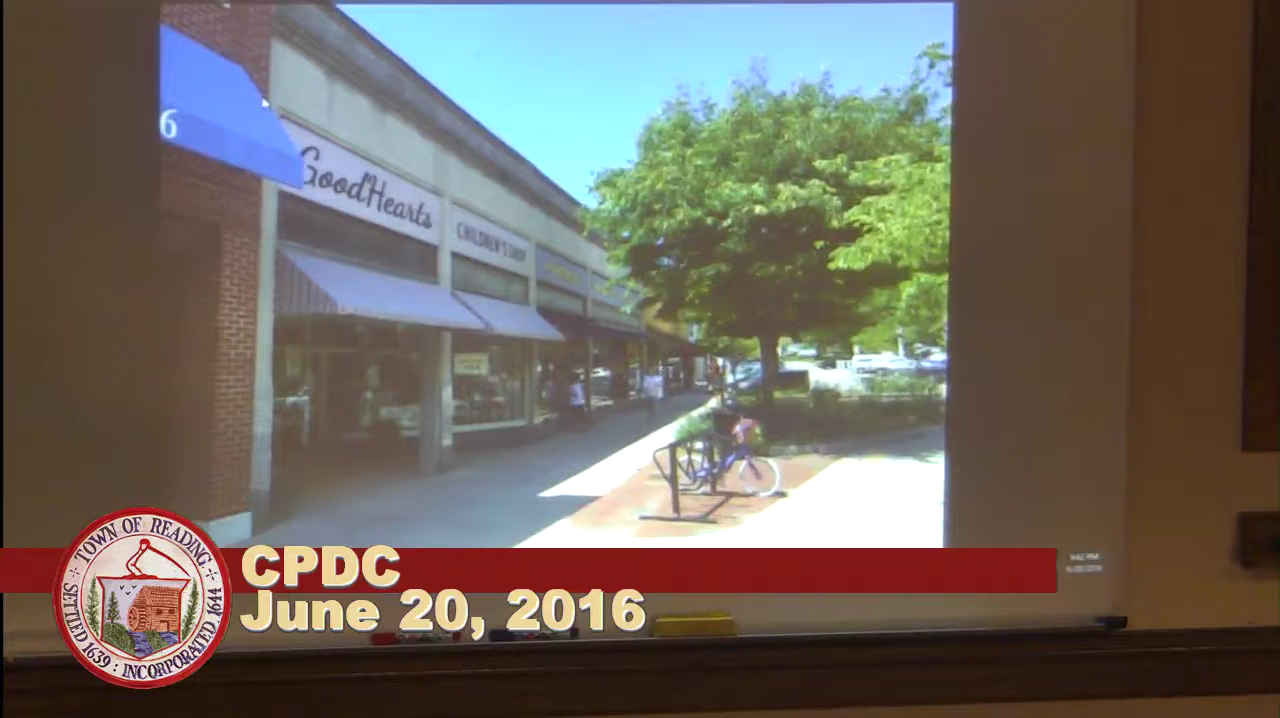 6
GoodHearts
CHILDREN'S SHOP
TOWN OF READING
SETTLED 1639 : INCORPORATED 1644
CPDC
June 20, 2016